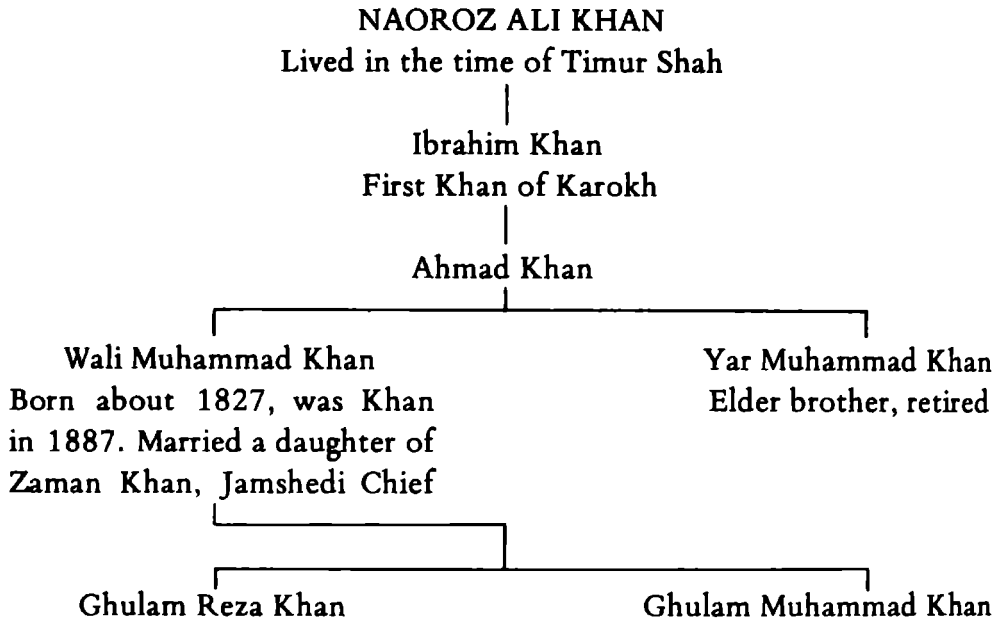 NAOROZ ALI KHAN
Lived in the time of Timur Shah
Ibrahim Khan
First Khan of Karokh
Ahmad Khan
Wali Muhammad Khan
Born about 1827, was Khan
in 1887. Married a daughter of
Zaman Khan, Jamshedi Chief
Yar Muhammad Khan
Elder brother, retired
Ghulam Reza Khan
Ghulam Muhammad Khan